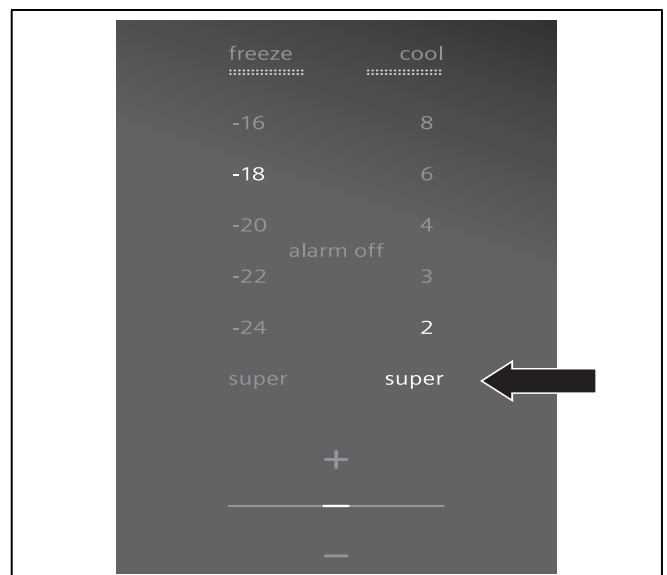 freeze cool
-16 8
-18 6
-20 4
alarm off
-22 3
-24 2
super super
+
−